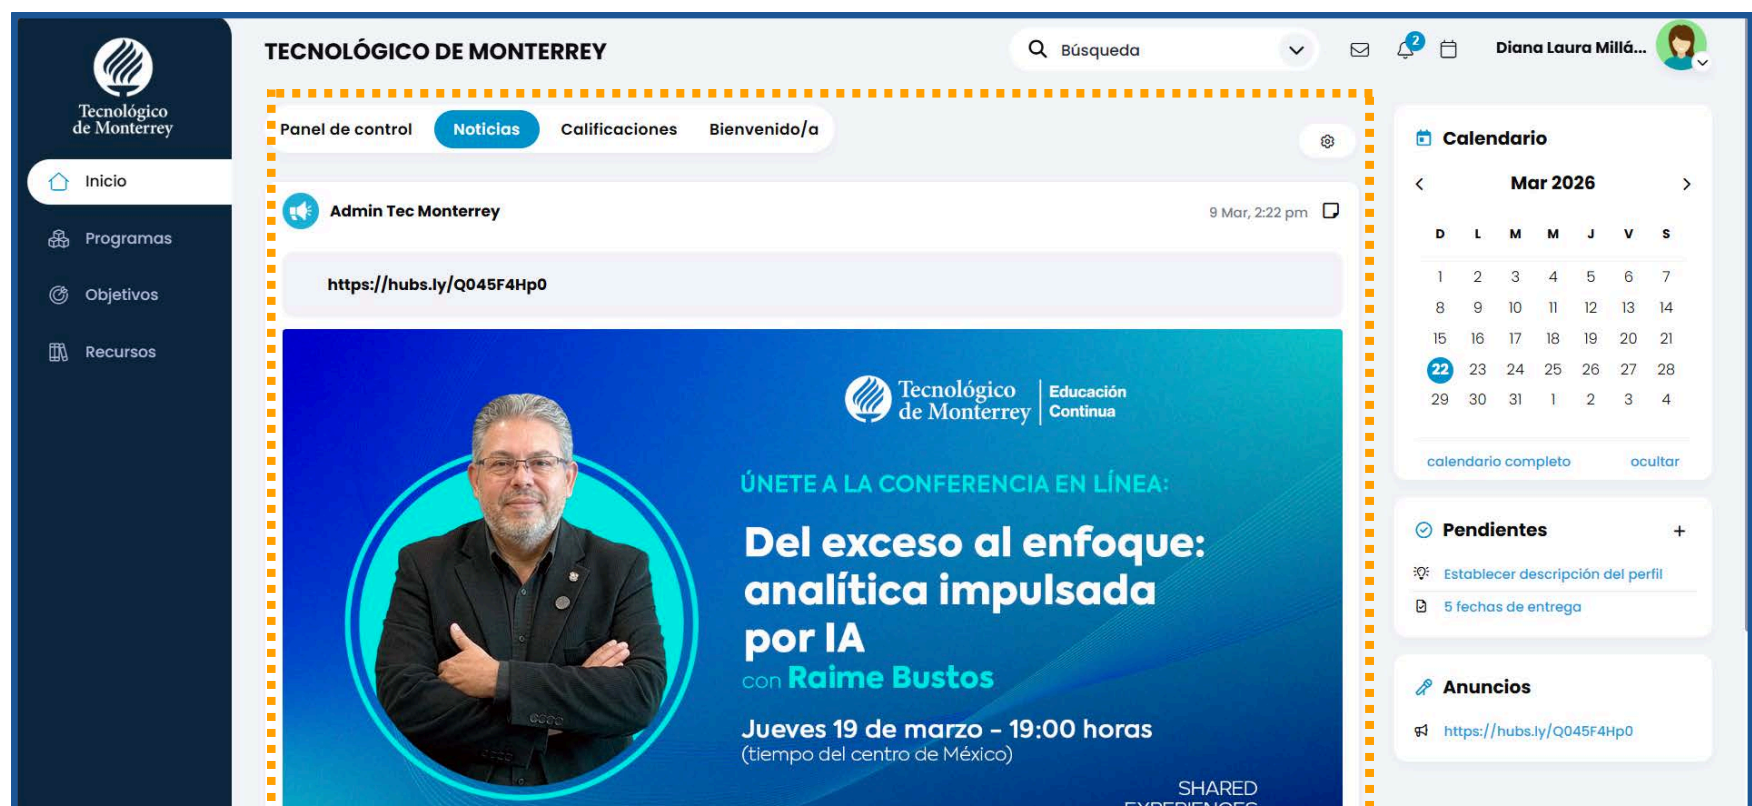 Tecnológico
de Monterrey
Inicio
Programas
Objetivos
Recursos
TECNOLÓGICO DE MONTERREY
Búsqueda
2
Diana Laura Millá...
Panel de control
Noticias
Calificaciones
Bienvenido/a
Admin Tec Monterrey
9 Mar, 2:22 pm
https://hubs.ly/Q045F4Hp0
Tecnológico
de Monterrey
Educación
Continua
ÚNETE A LA CONFERENCIA EN LÍNEA:
Del exceso al enfoque:
analítica impulsada
por IA
con Raime Bustos
Jueves 19 de marzo - 19:00 horas
(tiempo del centro de México)
SHARED
EXPERIENCES
Calendario
Mar 2026
D L M M J V S
1 2 3 4 5 6 7
8 9 10 11 12 13 14
15 16 17 18 19 20 21
22 23 24 25 26 27 28
29 30 31 1 2 3 4
calendario completo
ocultar
Pendientes
+
Establecer descripción del perfil
5 fechas de entrega
Anuncios
https://hubs.ly/Q045F4Hp0